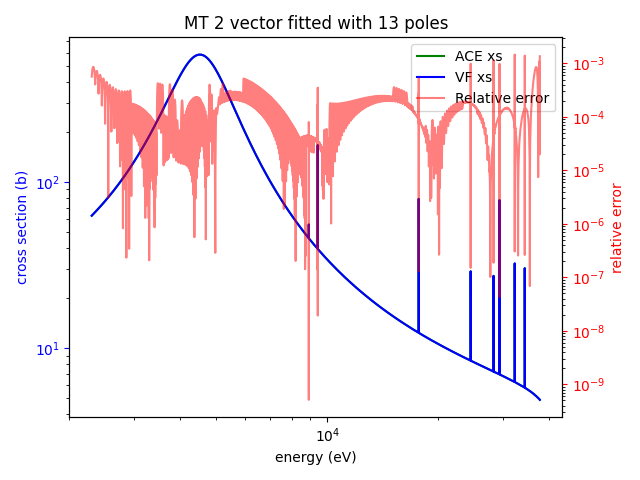 MT 2 vector fitted with 13 poles
ACE xs
VF xs
Relative error
cross section (b)
10²
10¹
10⁻³
10⁻⁴
10⁻⁵
10⁻⁶
10⁻⁷
10⁻⁸
10⁻⁹
relative error
10⁴
energy (eV)